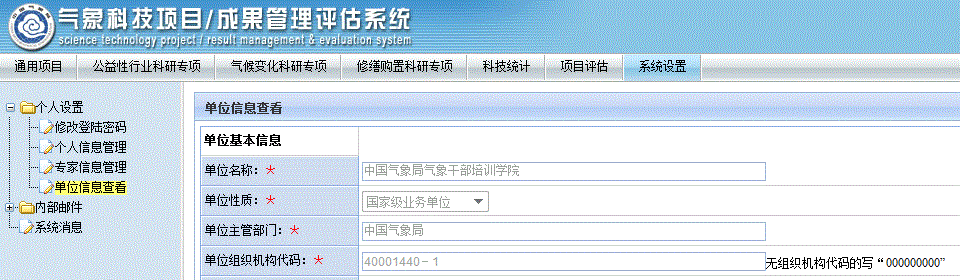 气象科技项目/成果管理评估系统
science technology project / result management & evaluation system
通用项目 公益性行业科研专项 气候变化科研专项 修缮购置科研专项 科技统计 项目评估 系统设置
个人设置
修改登陆密码
个人信息管理
专家信息管理
单位信息查看
内部邮件
系统消息
单位信息查看
单位基本信息
单位名称：* 中国气象局气象干部培训学院
单位性质：* 国家级业务单位
单位主管部门：* 中国气象局
单位组织机构代码：* 40001440－1 无组织机构代码的写“000000000”